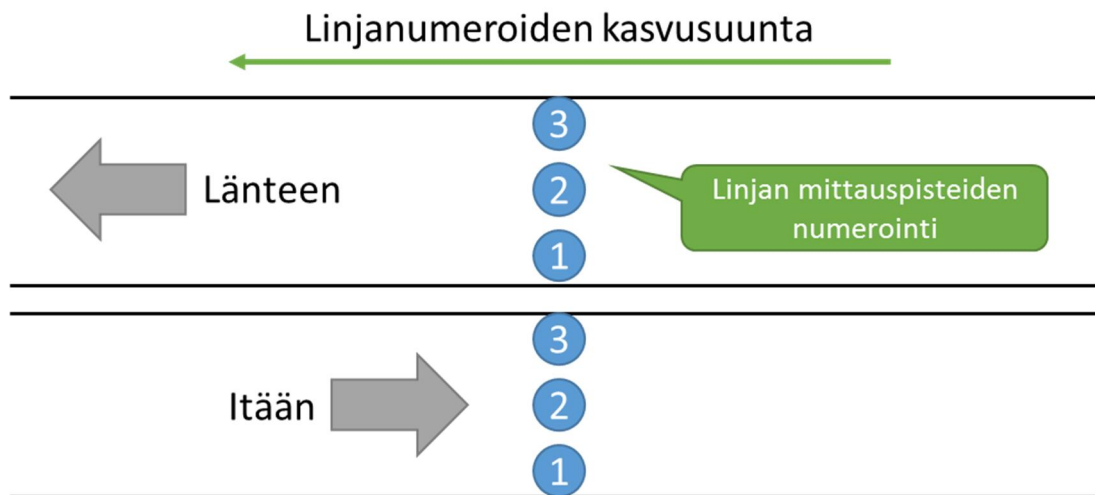 Linjanumeroiden kasvusuunta
3
Länteen
2
Linjan mittauspisteiden
numerointi
1
3
Itään
2
1